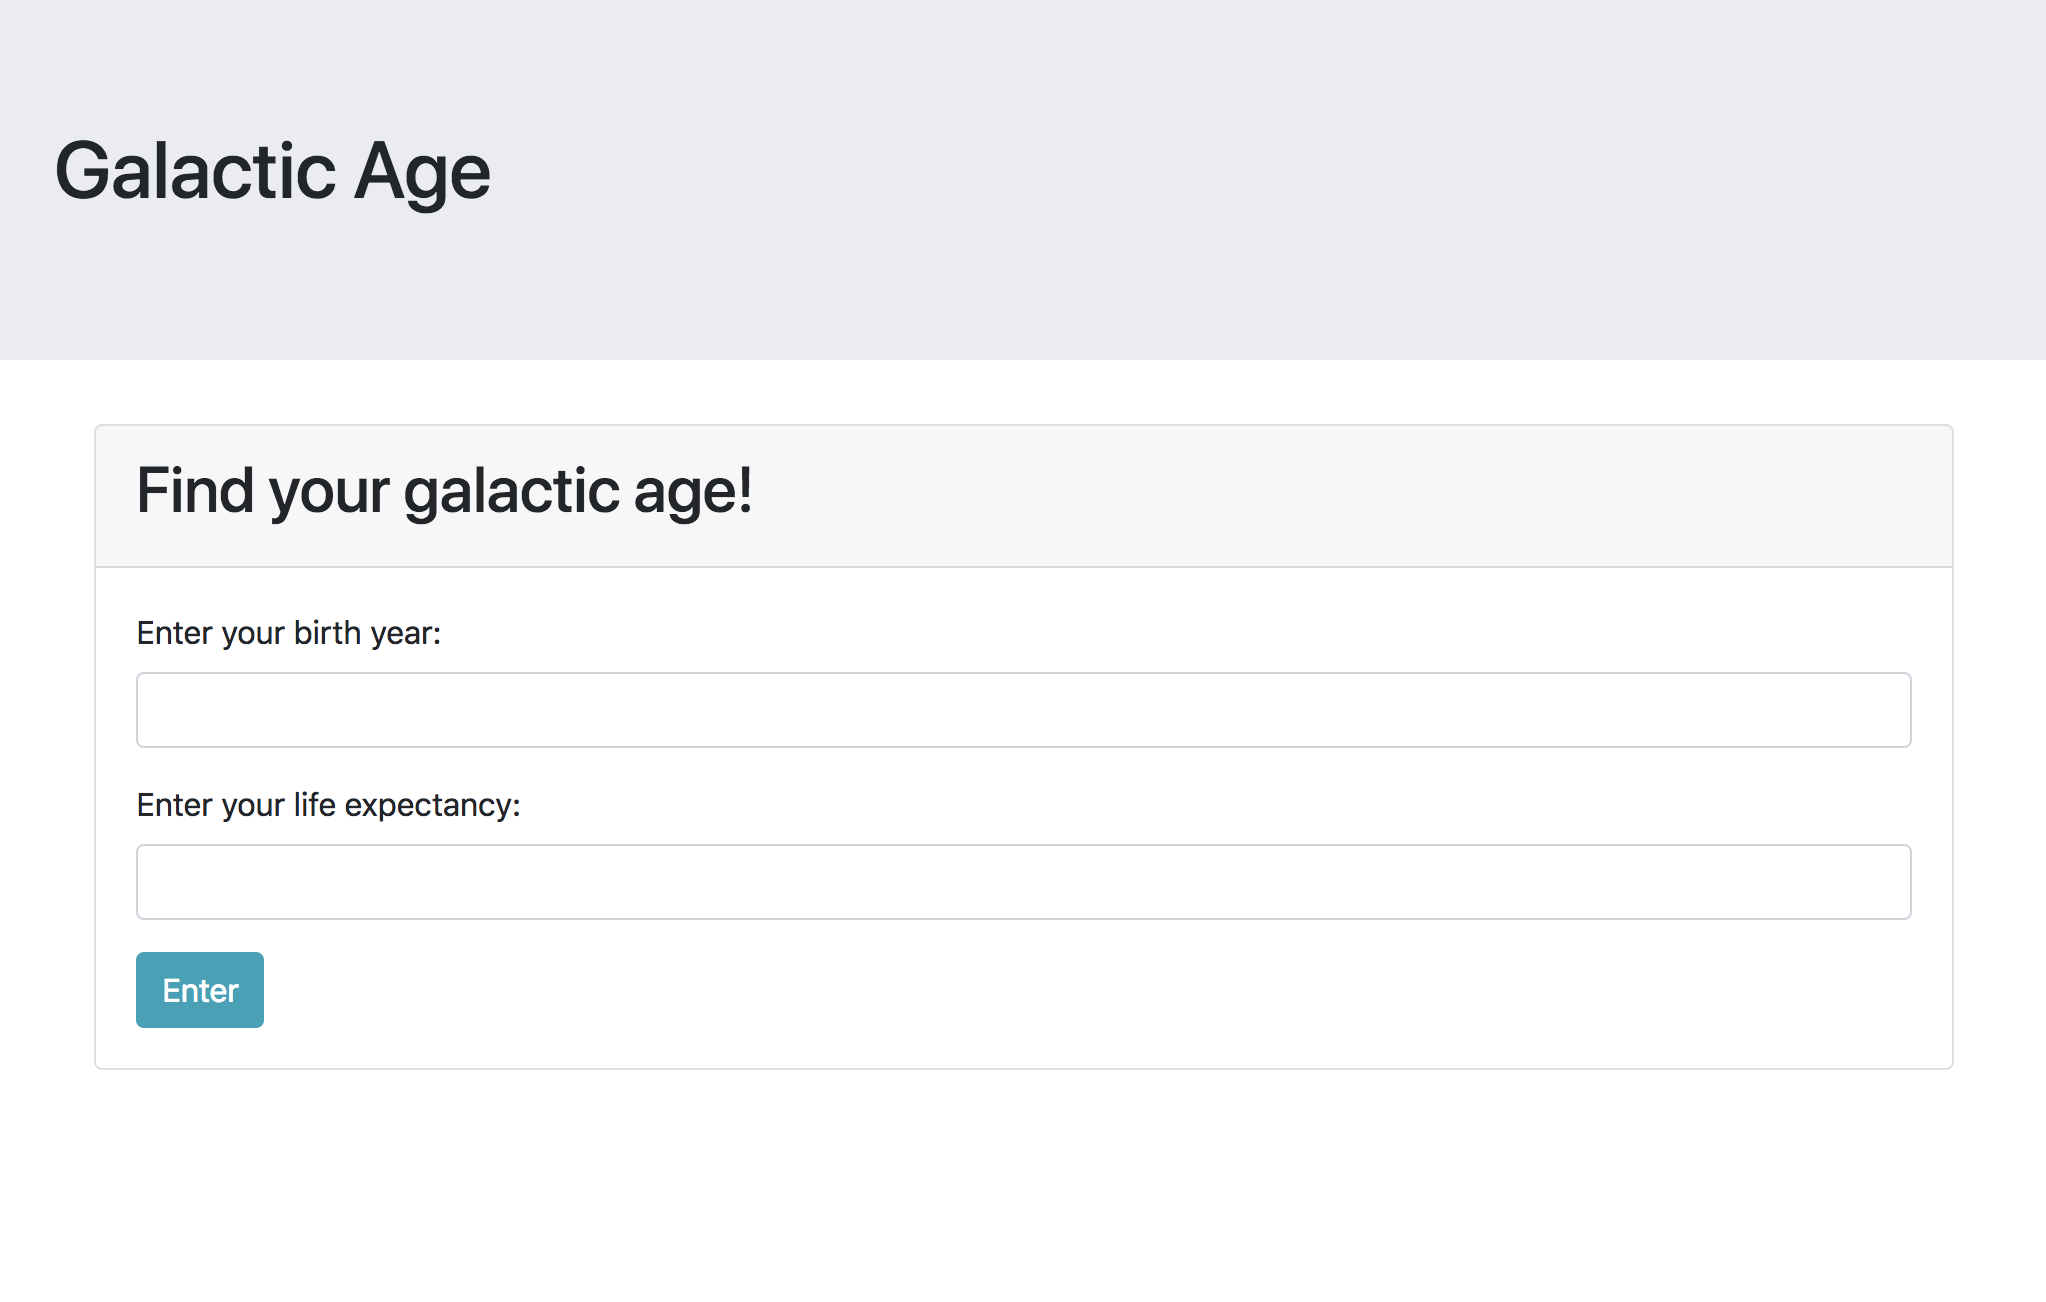 Galactic Age
Find your galactic age!
Enter your birth year:
Enter your life expectancy:
Enter